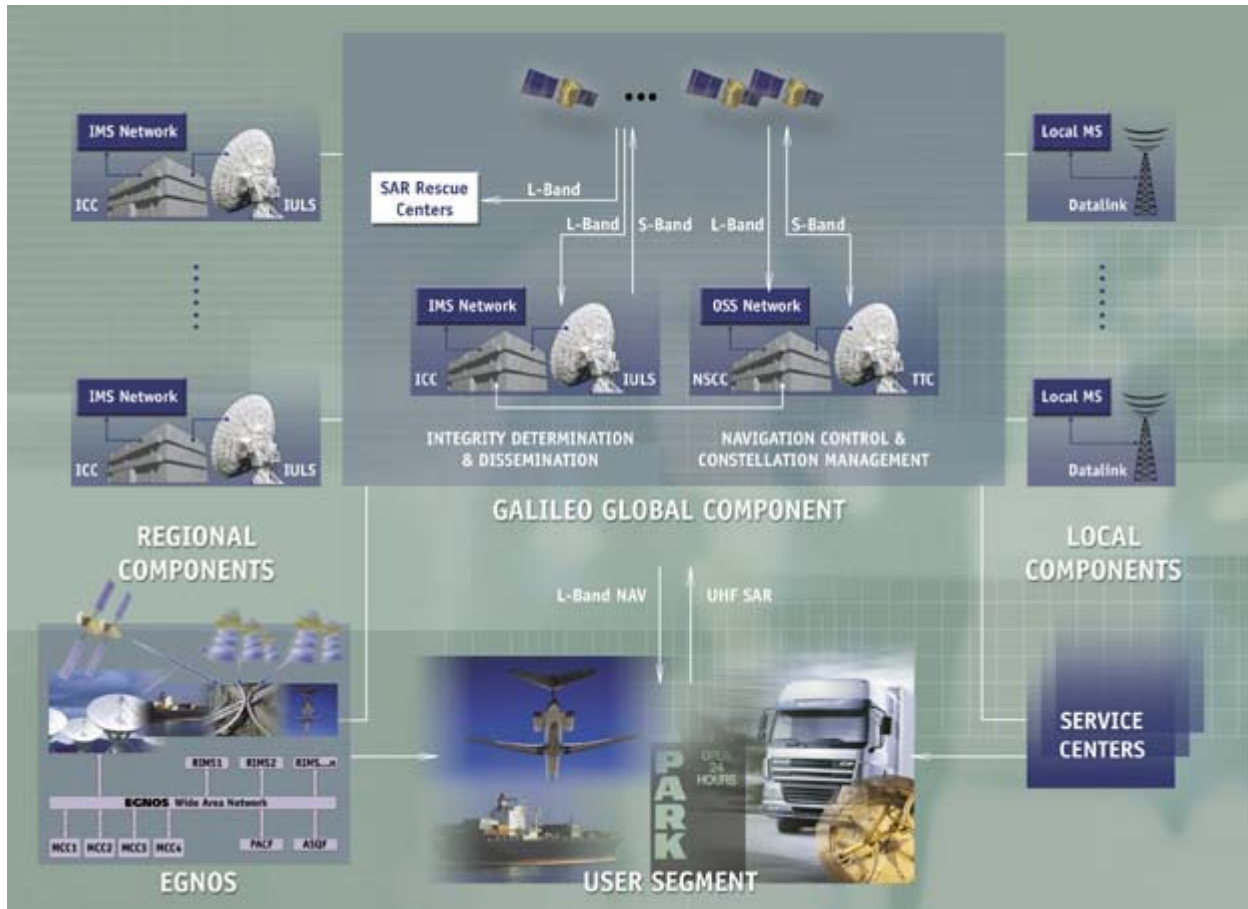 IMS Network
ICC
IULS
IMS Network
ICC
IULS
REGIONAL
COMPONENTS
SAR Rescue
Centers
L-Band
L-Band
S-Band
L-Band
S-Band
IMS Network
ICC
IULS
OSS Network
NSCC
TTC
INTEGRITY DETERMINATION
& DISSEMINATION
NAVIGATION CONTROL &
CONSTELLATION MANAGEMENT
GALILEO GLOBAL COMPONENT
Local MS
Datalink
Local MS
Datalink
LOCAL
COMPONENTS
L-Band NAV
UHF SAR
RIMS1
RIMS2
RIMS...n
EGNOS Wide Area Network
MCC1
MCC2
MCC3
MCC4
PACF
ASQF
EGNOS
PARK
OPEN
24
HOURS
USER SEGMENT
SERVICE
CENTERS